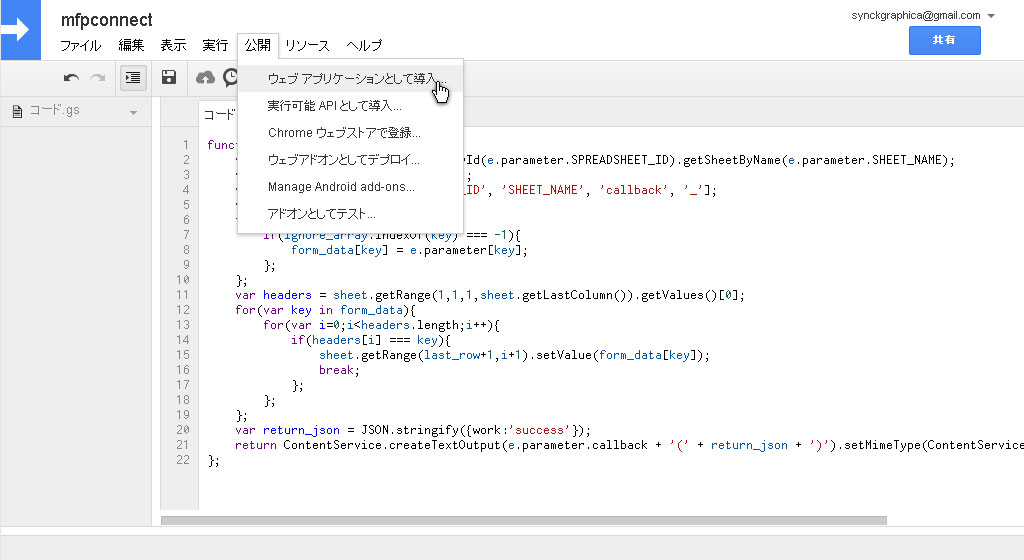 mfpconnect
synckgraphica@gmail.com
ファイル 編集 表示 実行 公開 リソース ヘルプ
共有
コード.gs
コード
ウェブ アプリケーションとして導入...
実行可能 API として導入...
Chrome ウェブストアで登録...
ウェブアドオンとしてデプロイ...
Manage Android add-ons...
アドオンとしてテスト...
1 func
2 Id(e.parameter.SPREADSHEET_ID).getSheetByName(e.parameter.SHEET_NAME);
3 ;
4 _ID', 'SHEET_NAME', 'callback', '_'];
5
6
7 if(ignore_array.indexOf(key) === -1){
8 form_data[key] = e.parameter[key];
9 };
10 };
11 var headers = sheet.getRange(1,1,1,sheet.getLastColumn()).getValues()[0];
12 for(var key in form_data){
13 for(var i=0;i<headers.length;i++){
14 if(headers[i] === key){
15 sheet.getRange(last_row+1,i+1).setValue(form_data[key]);
16 break;
17 };
18 };
19 };
20 var return_json = JSON.stringify({work:'success'});
21 return ContentService.createTextOutput(e.parameter.callback + '(' + return_json + ')').setMimeType(ContentService
22 };